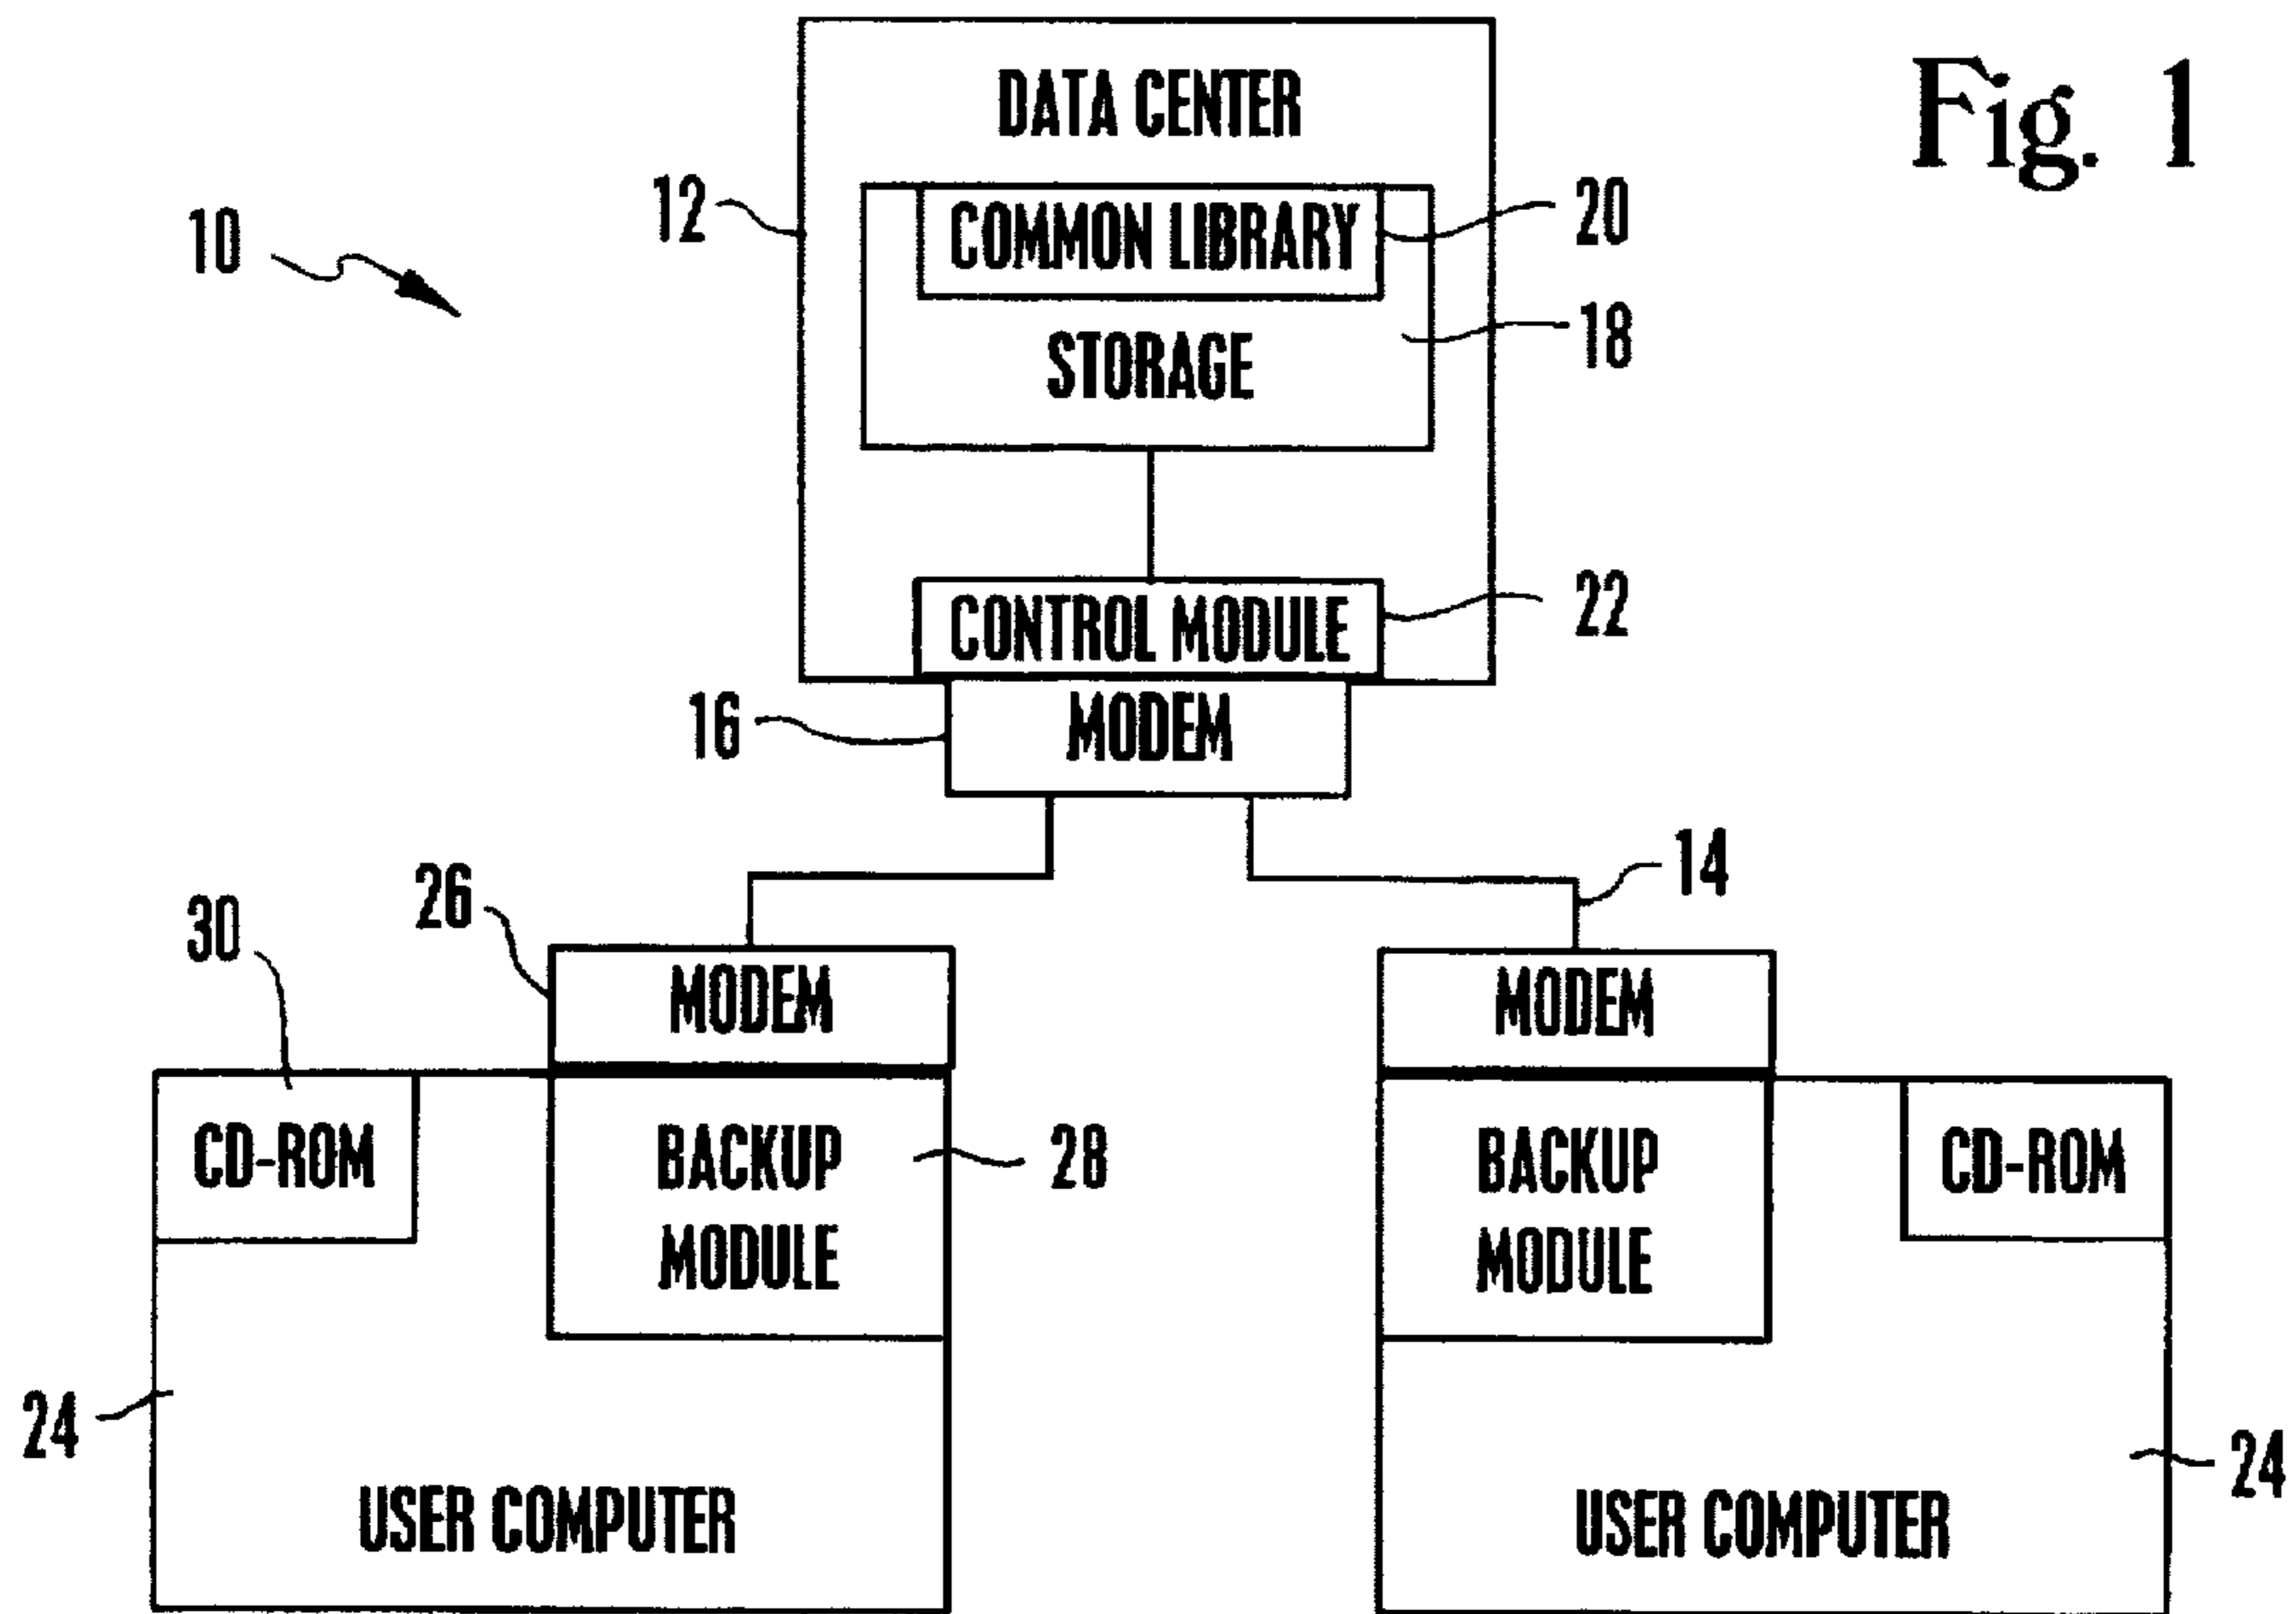 Fig. 1
DATA CENTER
10
12
COMMON LIBRARY
20
STORAGE
18
CONTROL MODULE
22
16
MODEM
14
26
30
MODEM
MODEM
CD-ROM
BACKUP
MODULE
28
BACKUP
MODULE
CD-ROM
24
USER COMPUTER
USER COMPUTER
24